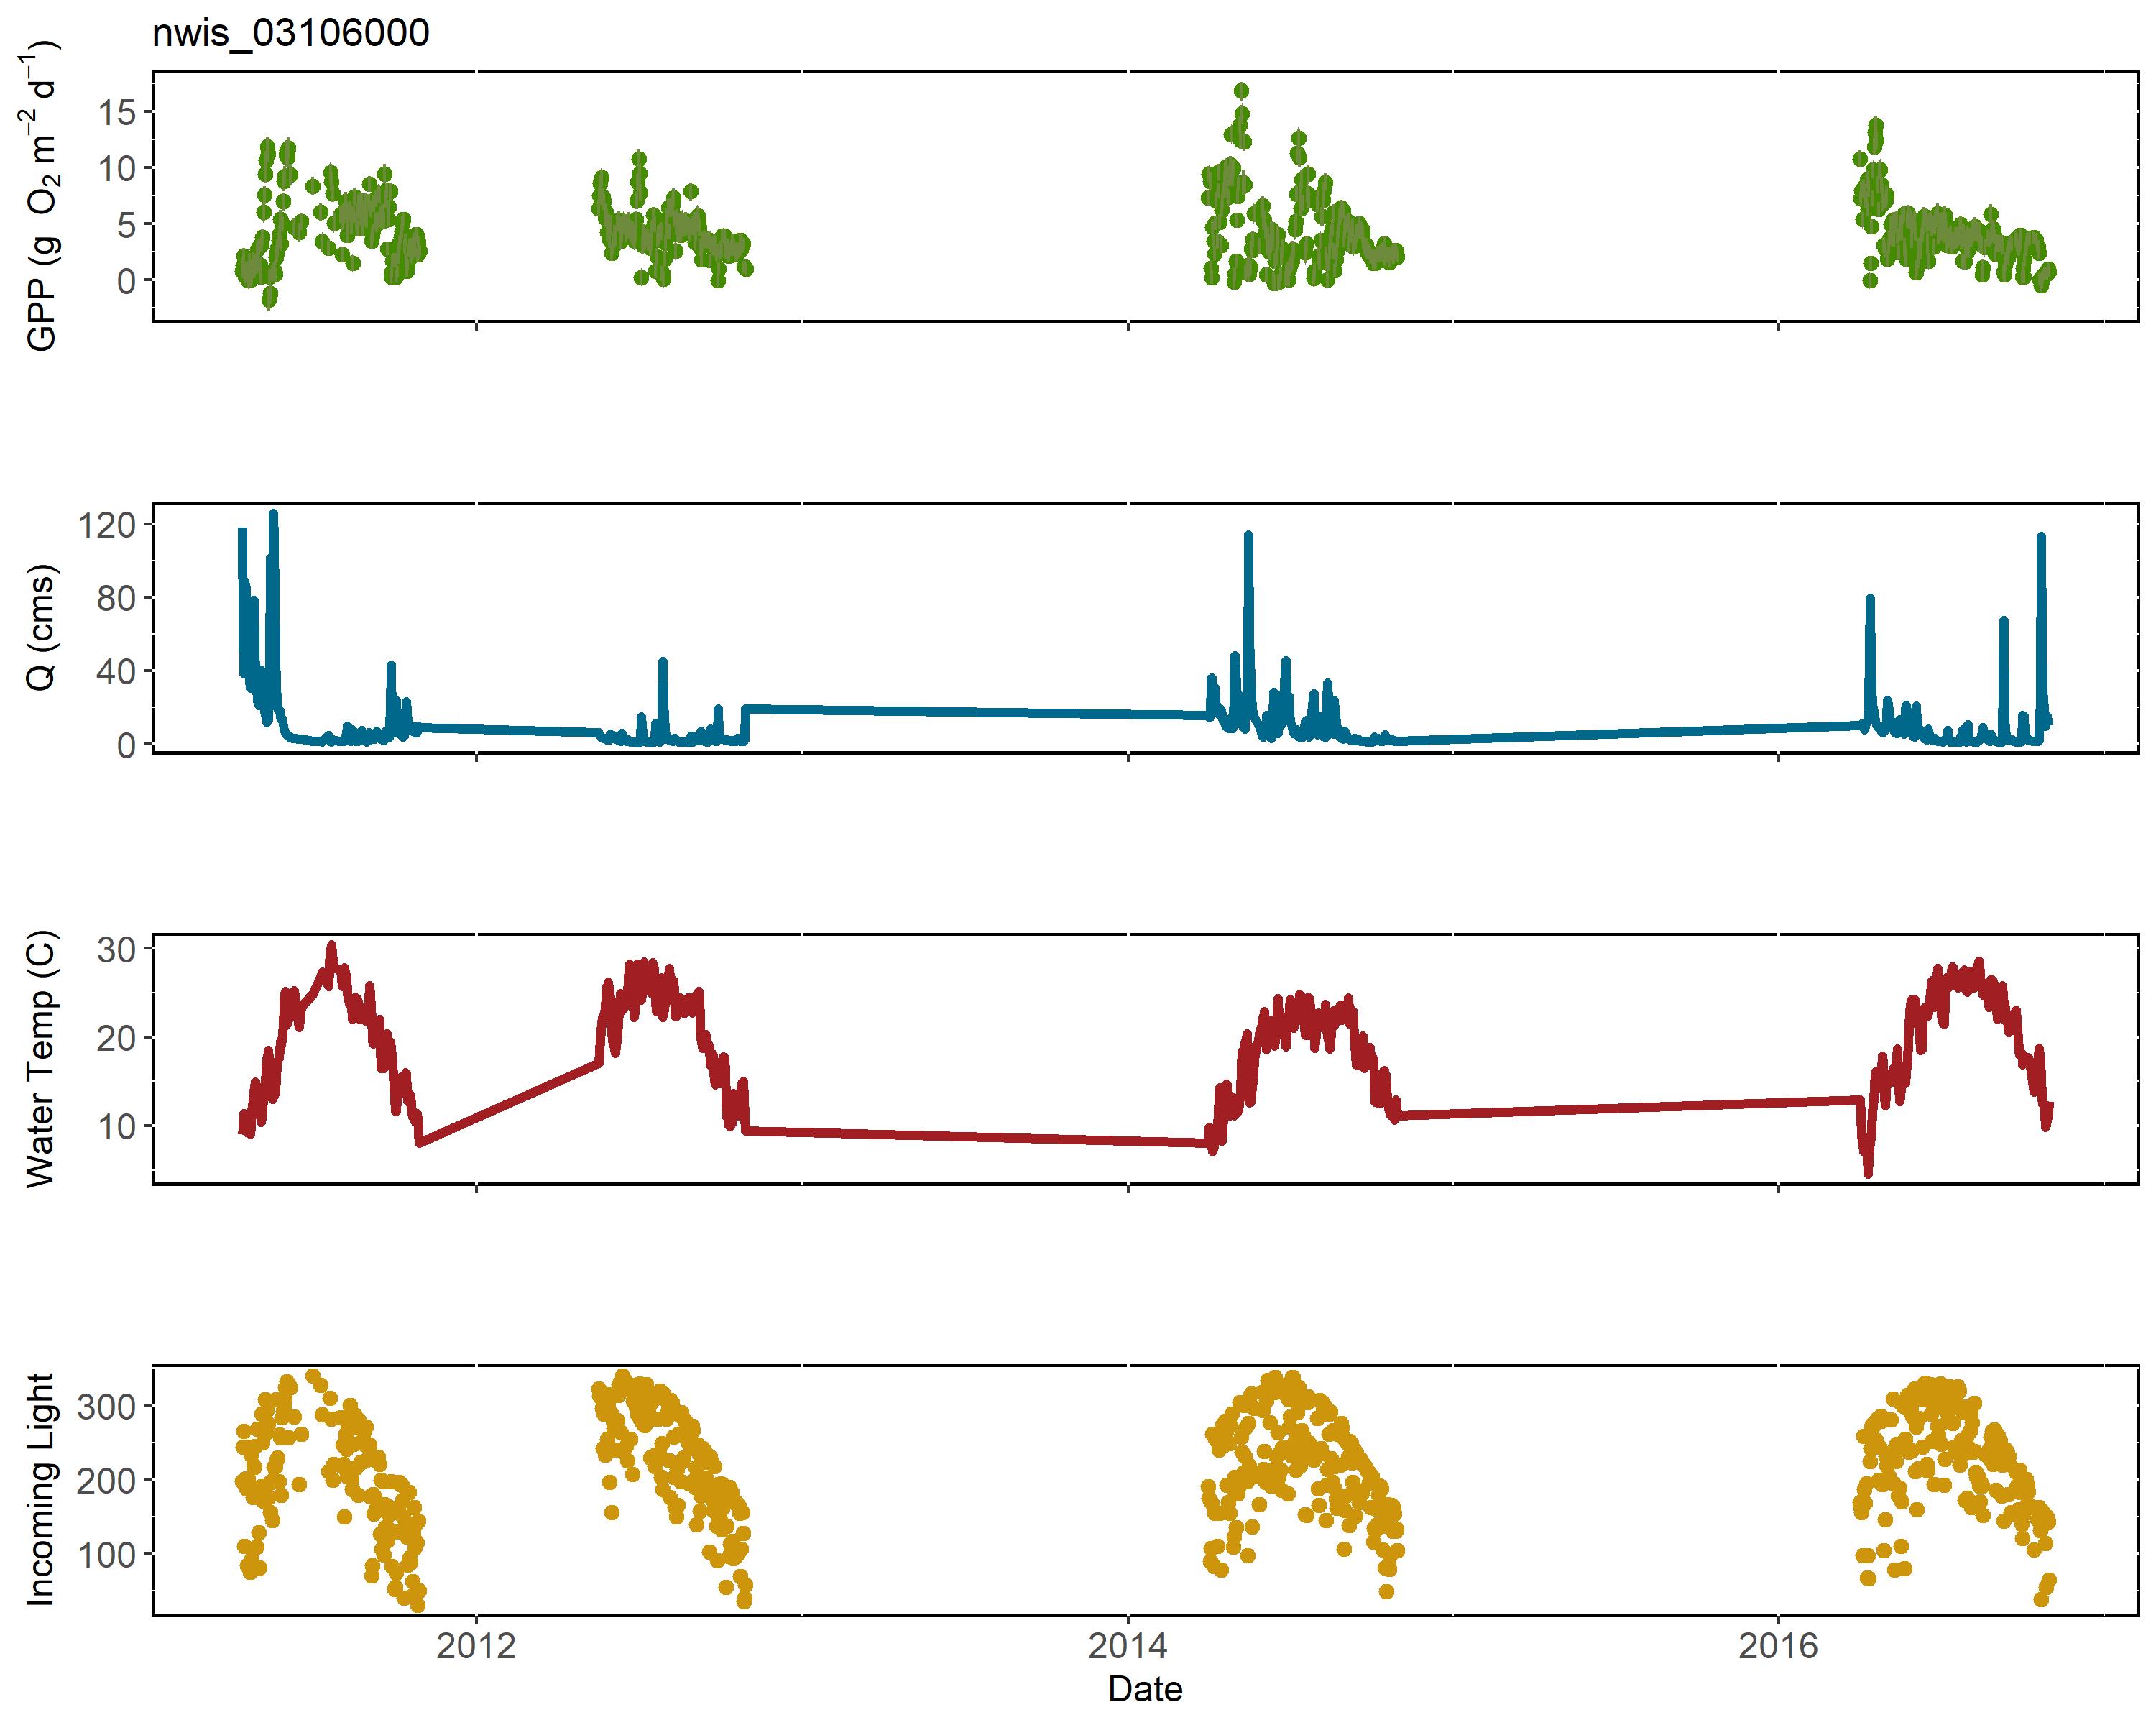 nwis_03106000
GPP (g O₂ m⁻² d⁻¹)
15
10
5
0
Q (cms)
120
80
40
0
Water Temp (C)
30
20
10
Incoming Light
300
200
100
2012 2014 2016
Date